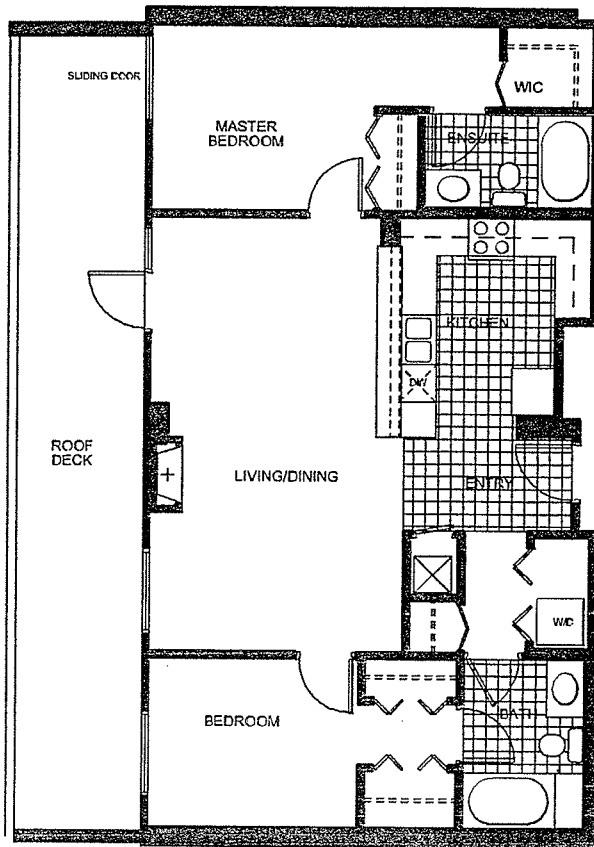 SLIDING DOOR
WIC
MASTER
BEDROOM
ENSUITE
KITCHEN
DW
ROOF
DECK
LIVING/DINING
ENTRY
W/D
BEDROOM
BATH